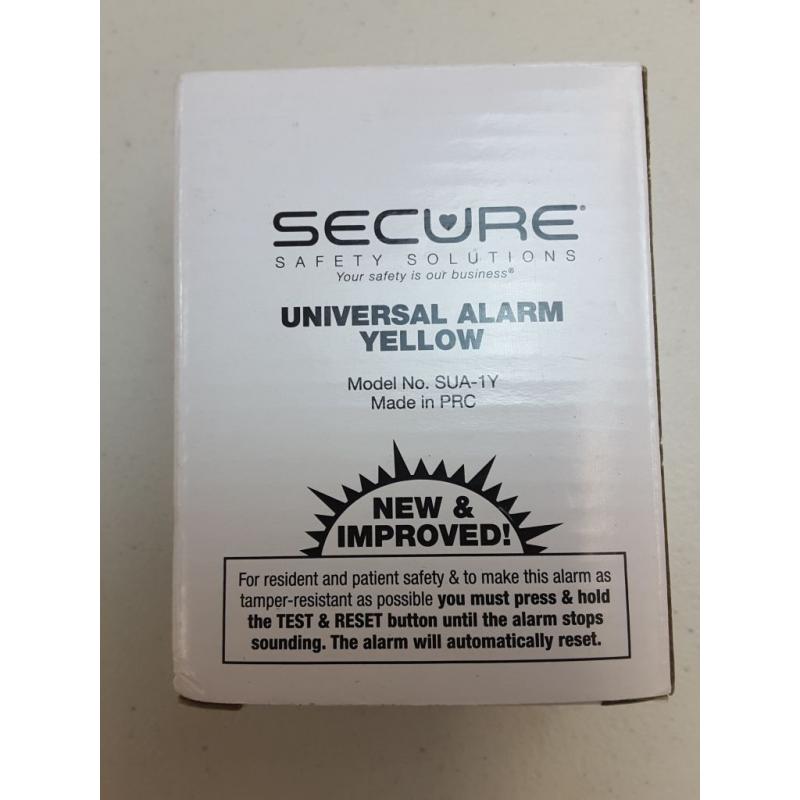 SECURE®
SAFETY SOLUTIONS
Your safety is our business®
UNIVERSAL ALARM
YELLOW
Model No. SUA-1Y
Made in PRC
NEW &
IMPROVED!
For resident and patient safety & to make this alarm as
tamper-resistant as possible you must press & hold
the TEST & RESET button until the alarm stops
sounding. The alarm will automatically reset.